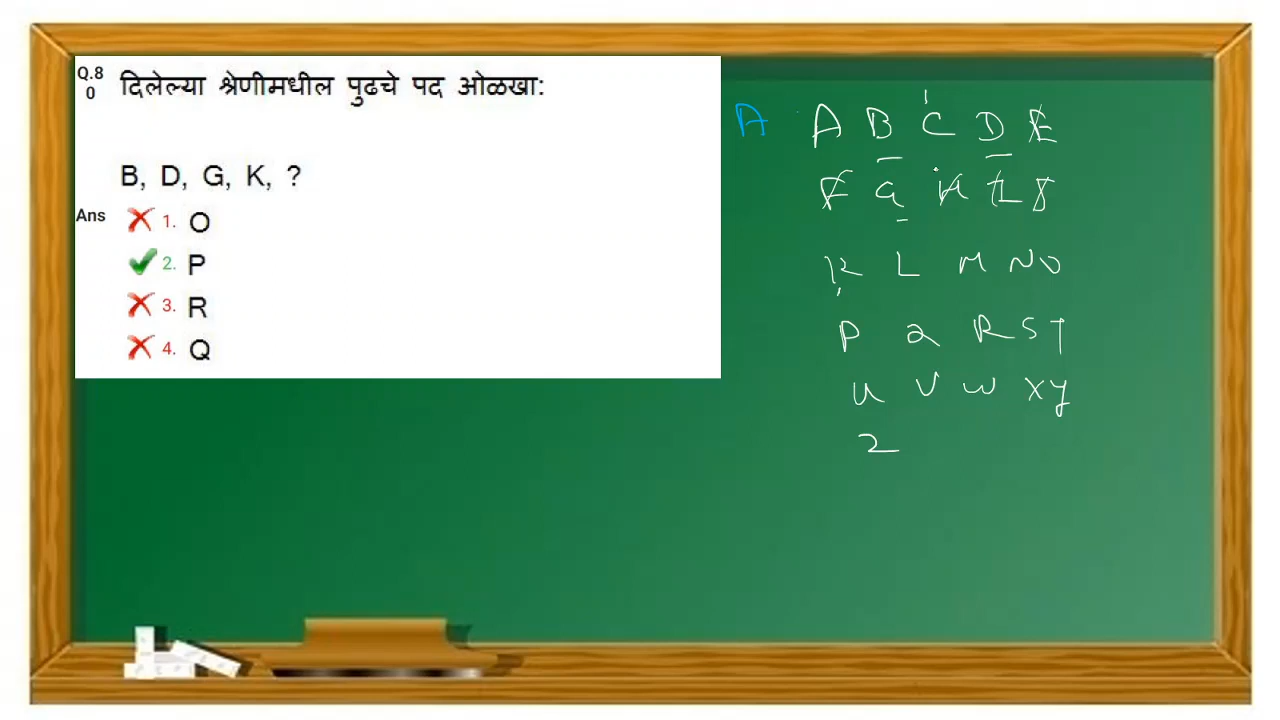 Q.80 दिलेल्या श्रेणीमधील पुढचे पद ओळखा:
B, D, G, K, ?
Ans 1. O
2. P
3. R
4. Q
A
A B C D E
F G H I J
K L M N O
P Q R S T
U V W X Y
Z